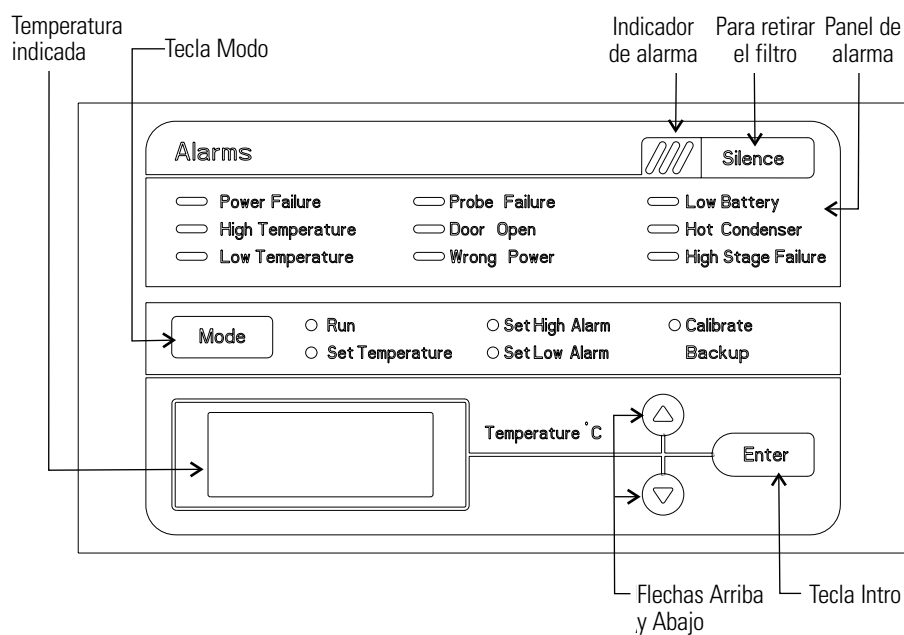 Temperatura
indicada
Tecla Modo
Indicador
de alarma
Para retirar
el filtro
Panel de
alarma
Alarms
Silence
Power Failure
Probe Failure
Low Battery
High Temperature
Door Open
Hot Condenser
Low Temperature
Wrong Power
High Stage Failure
Mode
Run
Set High Alarm
Calibrate
Set Temperature
Set Low Alarm
Backup
Temperature °C
Enter
Flechas Arriba
y Abajo
Tecla Intro